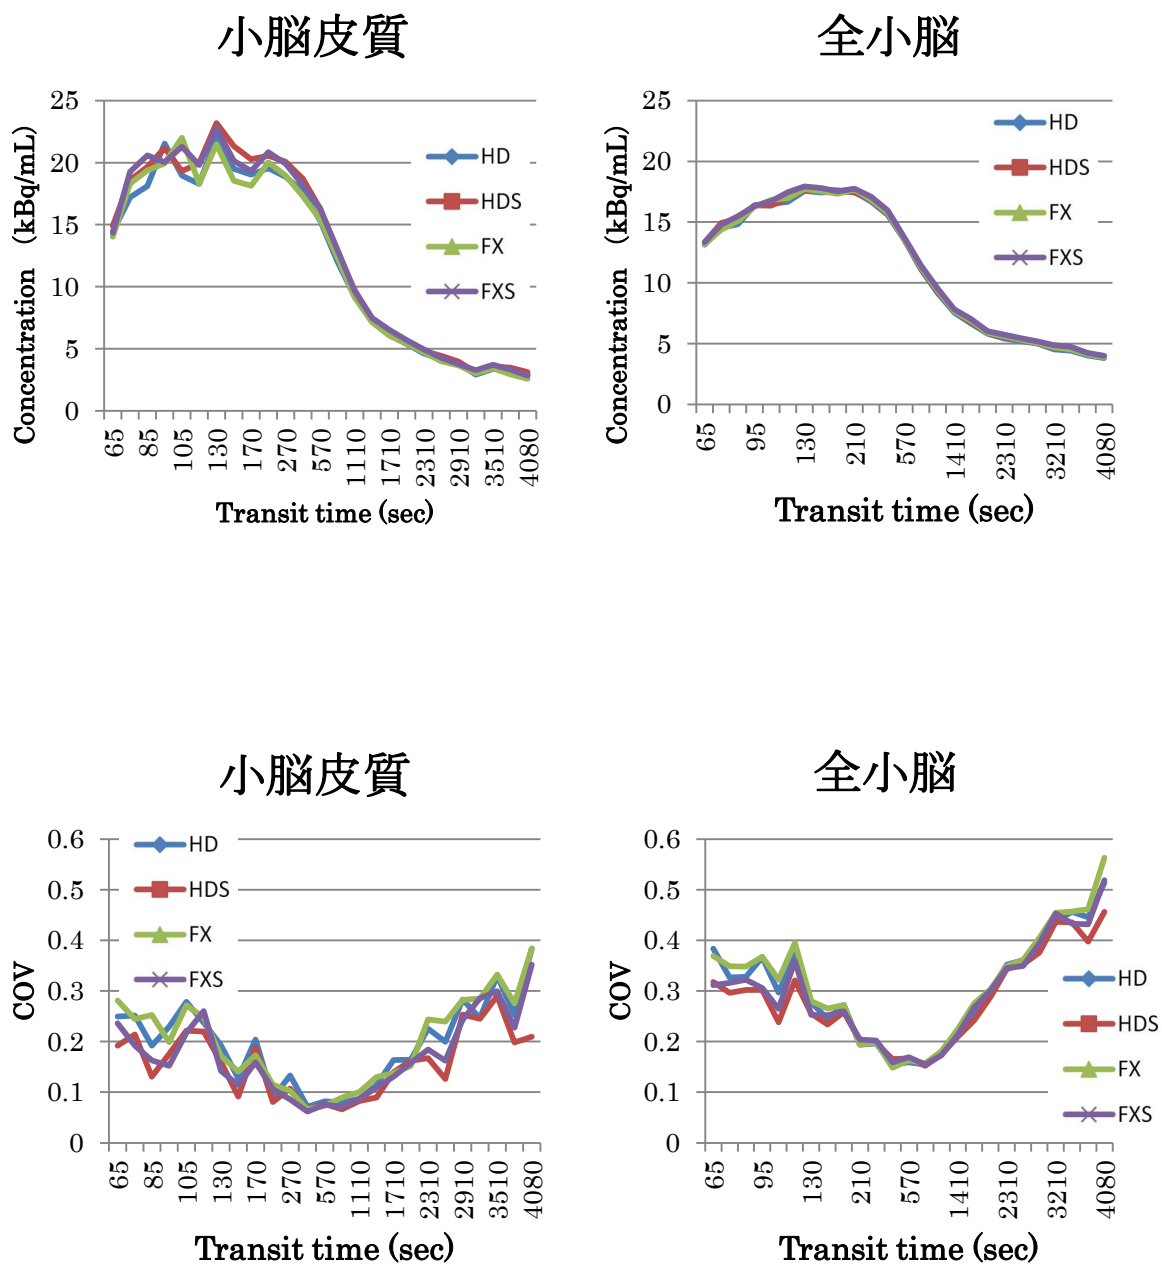 小脳皮質
25
20
15
10
5
0
Concentration (kBq/mL)
HD
HDS
FX
FXS
65 85 105 130 170 270 570 1110 1710 2310 2910 3510 4080
Transit time (sec)
全小脳
25
20
15
10
5
0
Concentration (kBq/mL)
HD
HDS
FX
FXS
65 95 130 210 570 1410 2310 3210 4080
Transit time (sec)
小脳皮質
0.6
0.5
0.4
0.3
0.2
0.1
0
COV
HD
HDS
FX
FXS
65 85 105 130 170 270 570 1110 1710 2310 2910 3510 4080
Transit time (sec)
全小脳
0.6
0.5
0.4
0.3
0.2
0.1
0
COV
HD
HDS
FX
FXS
65 95 130 210 570 1410 2310 3210 4080
Transit time (sec)